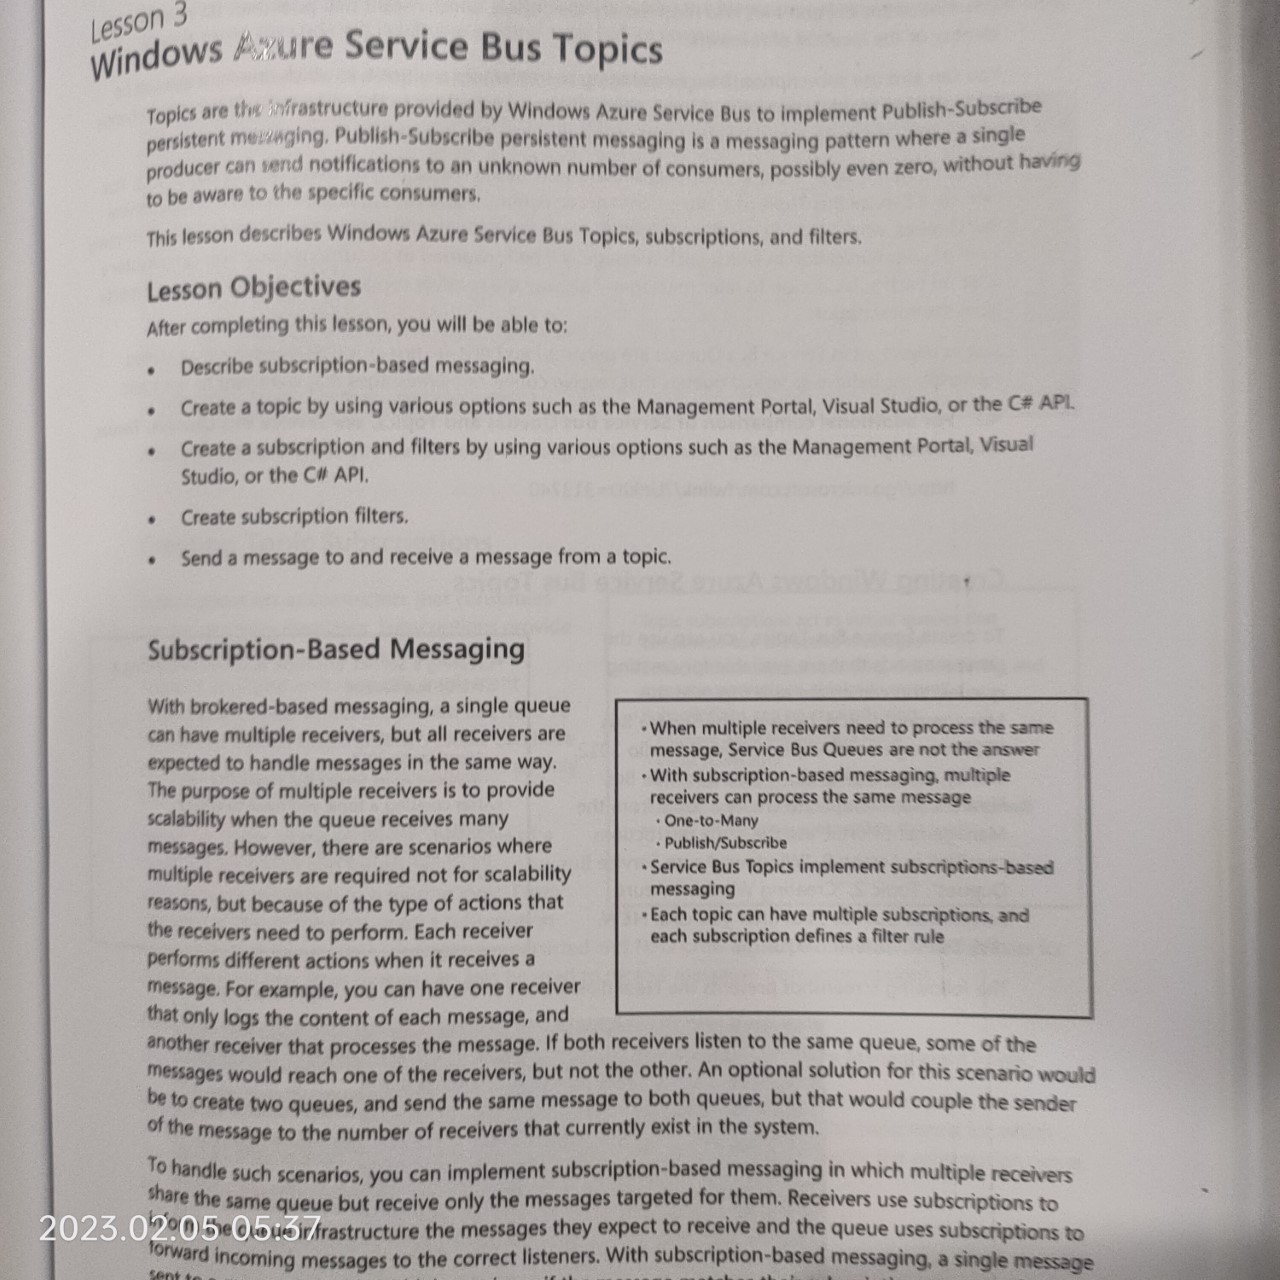 Lesson 3
Windows Azure Service Bus Topics
Topics are the infrastructure provided by Windows Azure Service Bus to implement Publish-Subscribe
persistent messaging. Publish-Subscribe persistent messaging is a messaging pattern where a single
producer can send notifications to an unknown number of consumers, possibly even zero, without having
to be aware to the specific consumers.
This lesson describes Windows Azure Service Bus Topics, subscriptions, and filters.
Lesson Objectives
After completing this lesson, you will be able to:
• Describe subscription-based messaging.
• Create a topic by using various options such as the Management Portal, Visual Studio, or the C# API.
• Create a subscription and filters by using various options such as the Management Portal, Visual
Studio, or the C# API.
• Create subscription filters.
• Send a message to and receive a message from a topic.
Subscription-Based Messaging
With brokered-based messaging, a single queue
can have multiple receivers, but all receivers are
expected to handle messages in the same way.
The purpose of multiple receivers is to provide
scalability when the queue receives many
messages. However, there are scenarios where
multiple receivers are required not for scalability
reasons, but because of the type of actions that
the receivers need to perform. Each receiver
performs different actions when it receives a
message. For example, you can have one receiver
that only logs the content of each message, and
another receiver that processes the message. If both receivers listen to the same queue, some of the
messages would reach one of the receivers, but not the other. An optional solution for this scenario would
be to create two queues, and send the same message to both queues, but that would couple the sender
of the message to the number of receivers that currently exist in the system.
• When multiple receivers need to process the same
message, Service Bus Queues are not the answer
• With subscription-based messaging, multiple
receivers can process the same message
• One-to-Many
• Publish/Subscribe
• Service Bus Topics implement subscriptions-based
messaging
• Each topic can have multiple subscriptions, and
each subscription defines a filter rule
To handle such scenarios, you can implement subscription-based messaging in which multiple receivers
share the same queue but receive only the messages targeted for them. Receivers use subscriptions to
inform the queue infrastructure the messages they expect to receive and the queue uses subscriptions to
forward incoming messages to the correct listeners. With subscription-based messaging, a single message
sent to
2023.02.05 05:37